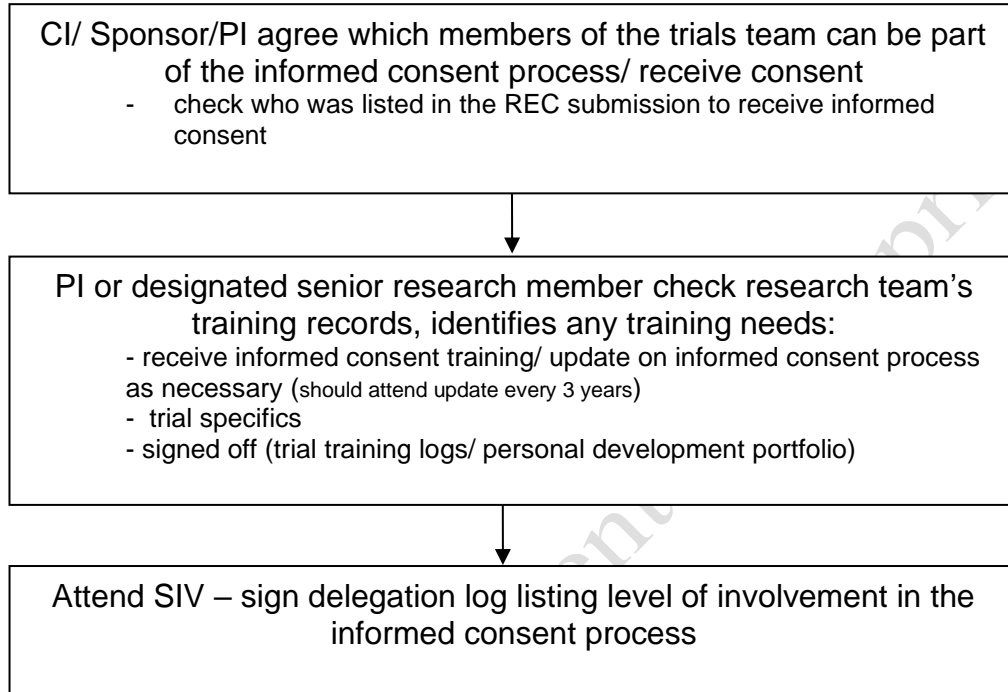 CI/ Sponsor/PI agree which members of the trials team can be part
of the informed consent process/ receive consent
- check who was listed in the REC submission to receive informed
consent
PI or designated senior research member check research team’s
training records, identifies any training needs:
- receive informed consent training/ update on informed consent process
as necessary (should attend update every 3 years)
- trial specifics
- signed off (trial training logs/ personal development portfolio)
Attend SIV – sign delegation log listing level of involvement in the
informed consent process